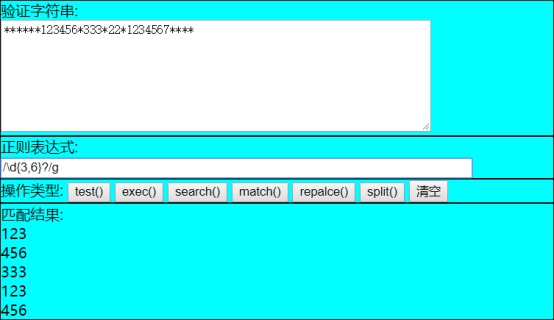 验证字符串:
******123456*333*22*1234567****
正则表达式:
/\d{3,6}?/g
操作类型: test() exec() search() match() repalce() split() 清空
匹配结果:
123
456
333
123
456